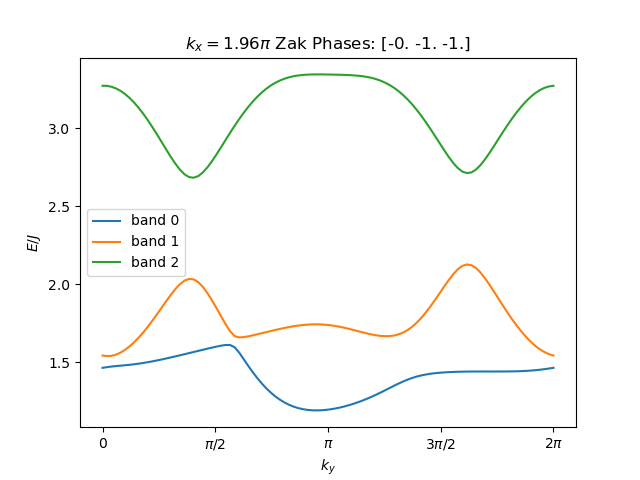 $k_x = 1.96\pi$ Zak Phases: [-0. -1. -1.]
E/J
3.0
2.5
2.0
1.5
band 0
band 1
band 2
0
π/2
π
3π/2
2π
$k_y$